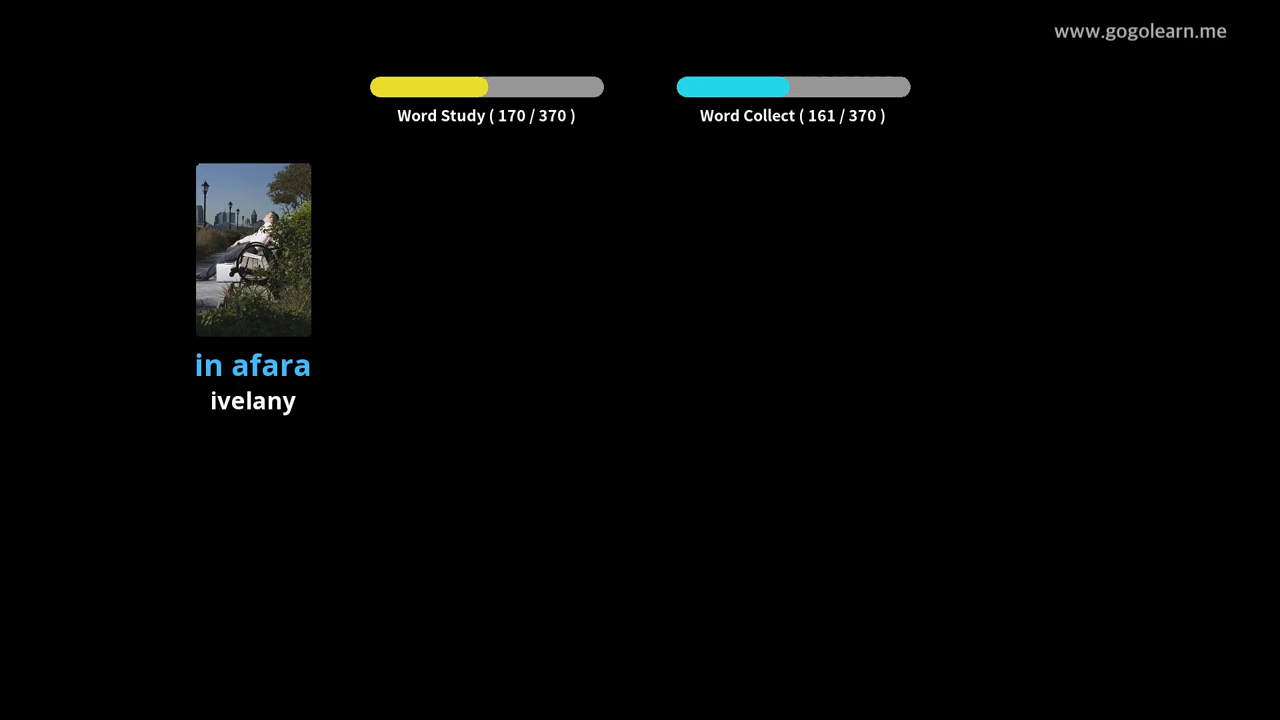 www.gogolearn.me
Word Study ( 170 / 370 )
Word Collect ( 161 / 370 )
in afara
ivelany